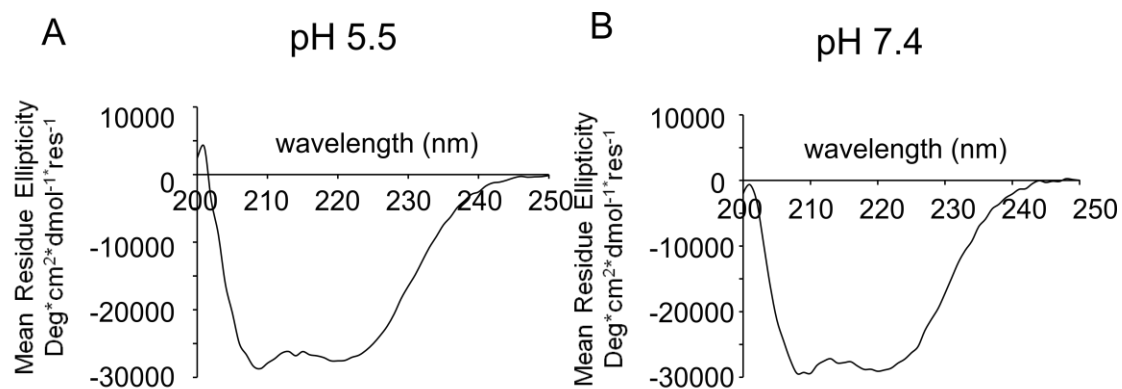 A
pH 5.5
Mean Residue Ellipticity
Deg*cm2*dmol-1*res-1
10000
0
-10000
-20000
-30000
wavelength (nm)
200 210 220 230 240 250
B
pH 7.4
Mean Residue Ellipticity
Deg*cm2*dmol-1*res-1
10000
0
-10000
-20000
-30000
wavelength (nm)
200 210 220 230 240 250